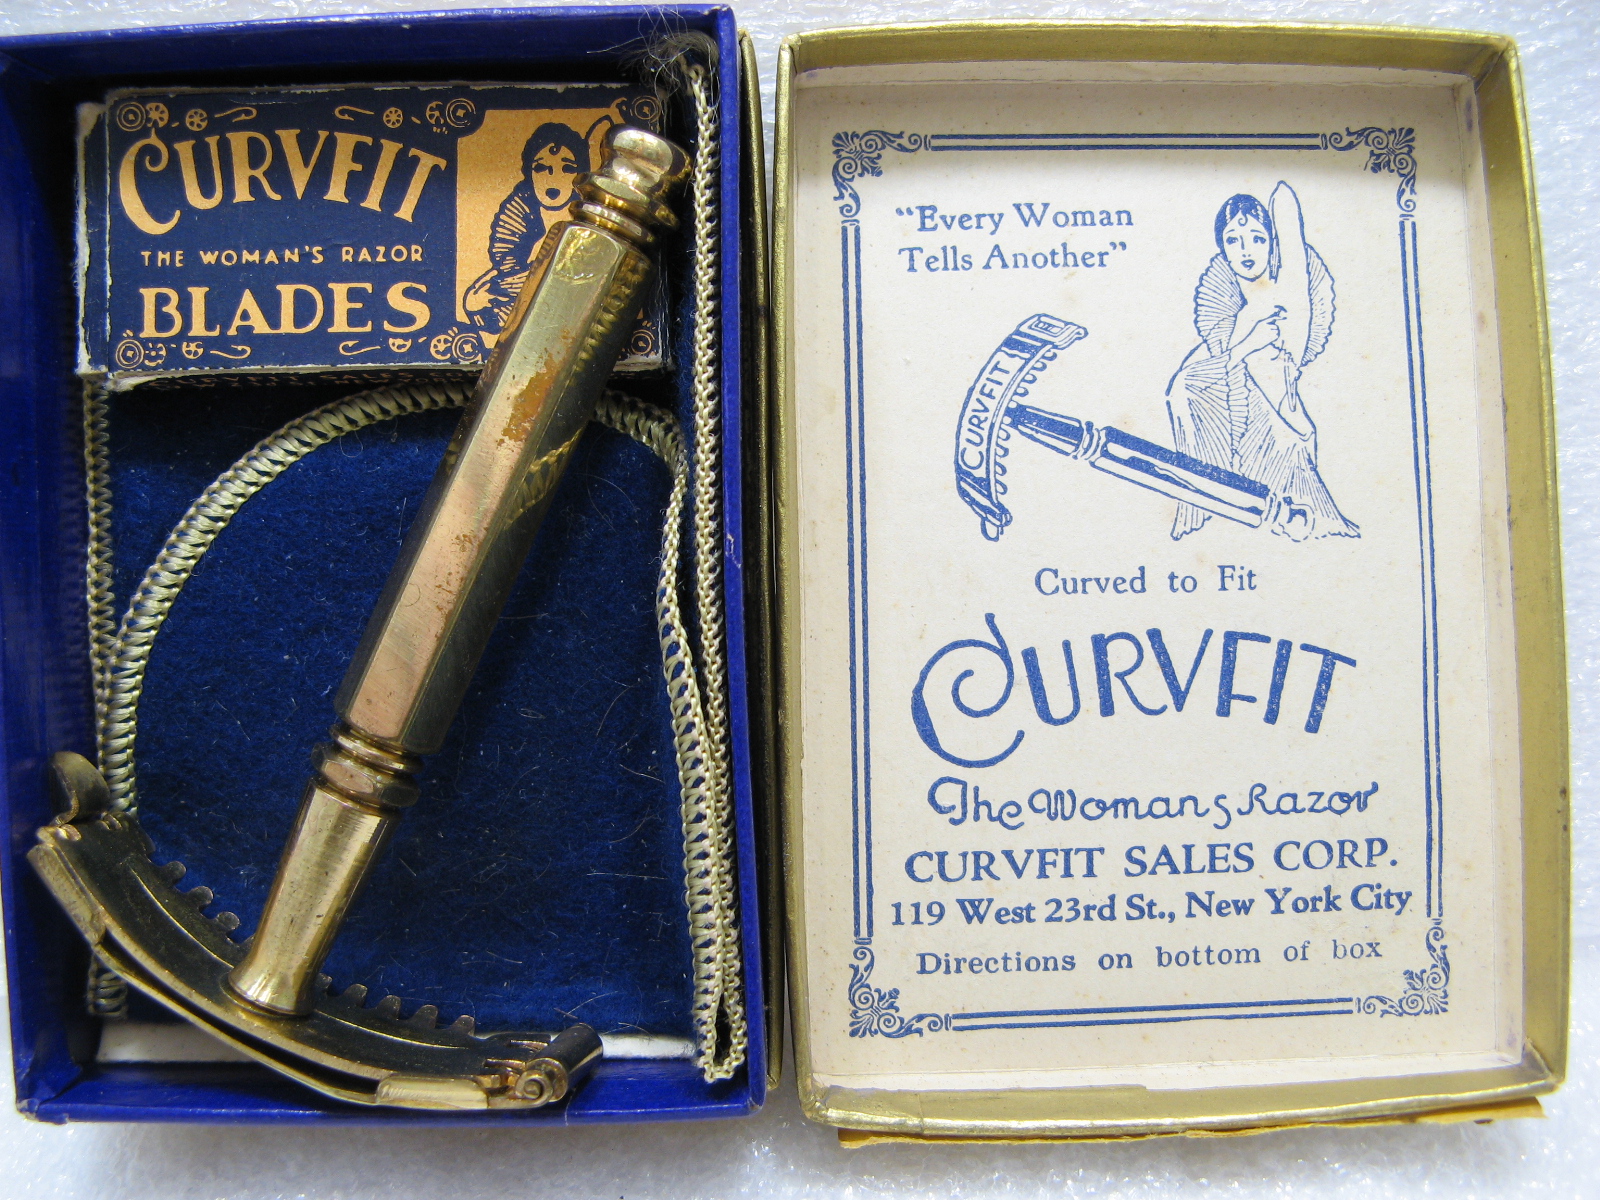 CURVFIT
THE WOMAN'S RAZOR
BLADES
"Every Woman
Tells Another"
CURVFIT
Curved to Fit
CURVFIT
The Womans Razor
CURVFIT SALES CORP.
119 West 23rd St., New York City
Directions on bottom of box